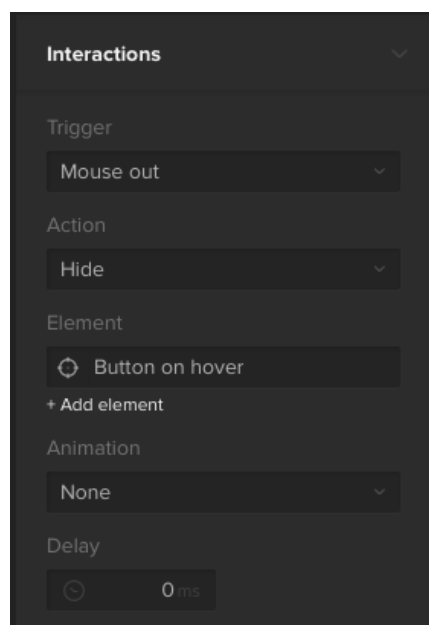 Interactions
Trigger
Mouse out
Action
Hide
Element
Button on hover
+ Add element
Animation
None
Delay
0 ms